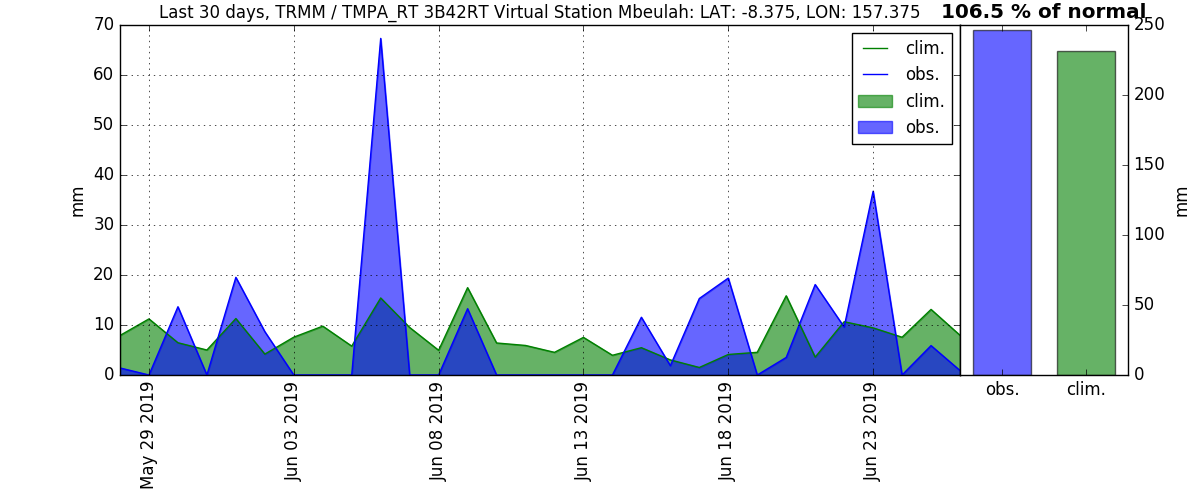 Last 30 days, TRMM / TMPA_RT 3B42RT Virtual Station Mbeulah: LAT: -8.375, LON: 157.375
106.5 % of normal
70
60
50
40
30
20
10
0
mm
clim.
obs.
clim.
obs.
May 29 2019
Jun 03 2019
Jun 08 2019
Jun 13 2019
Jun 18 2019
Jun 23 2019
250
200
150
100
50
0
mm
obs.
clim.